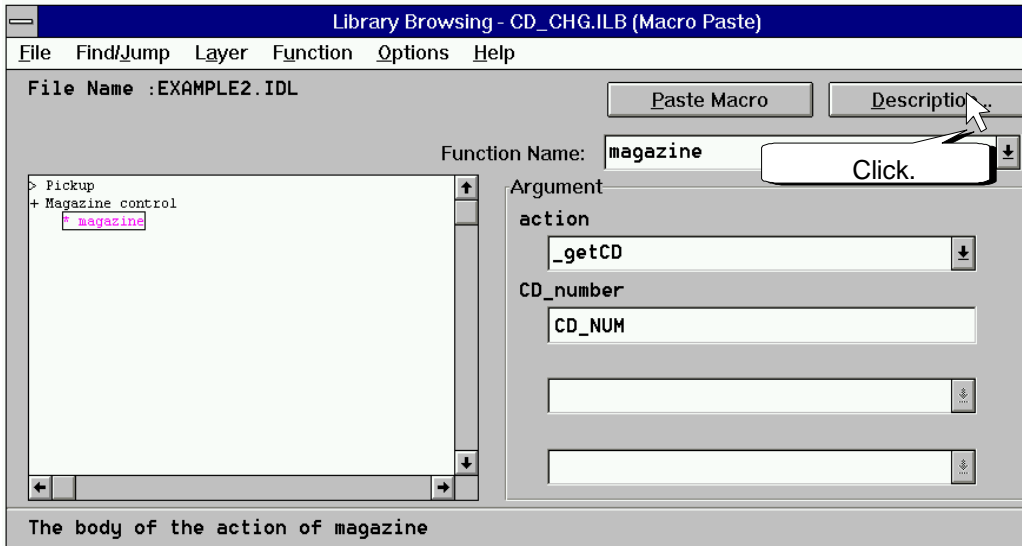 Library Browsing - CD_CHG.ILB (Macro Paste)
File Find/Jump Layer Function Options Help
File Name :EXAMPLE2.IDL
Paste Macro Description...
Function Name: magazine
Click.
> Pickup
+ Magazine control
* magazine
Argument
action
_getCD
CD_number
CD_NUM
The body of the action of magazine